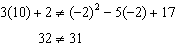 3(10) + 2 ≠ (−2)² − 5(−2) + 17
32 ≠ 31